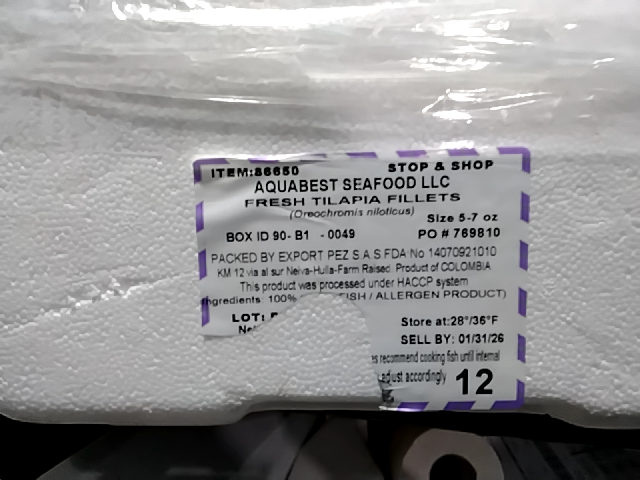 ITEM:86650 STOP & SHOP
AQUABEST SEAFOOD LLC
FRESH TILAPIA FILLETS
(Oreochromis niloticus)
Size 5-7 oz
BOX ID 90- B1 - 0049 PO # 769810
PACKED BY EXPORT PEZ S.A.S FDA No 14070921010
KM 12 via al sur Neiva-Huila-Farm Raised. Product of COLOMBIA
This product was processed under HACCP system
Ingredients: 100% FISH / ALLERGEN PRODUCT)
LOT: Store at:28°/36°F
SELL BY: 01/31/26
recommend cooking fish until internal
adjust accordingly 12